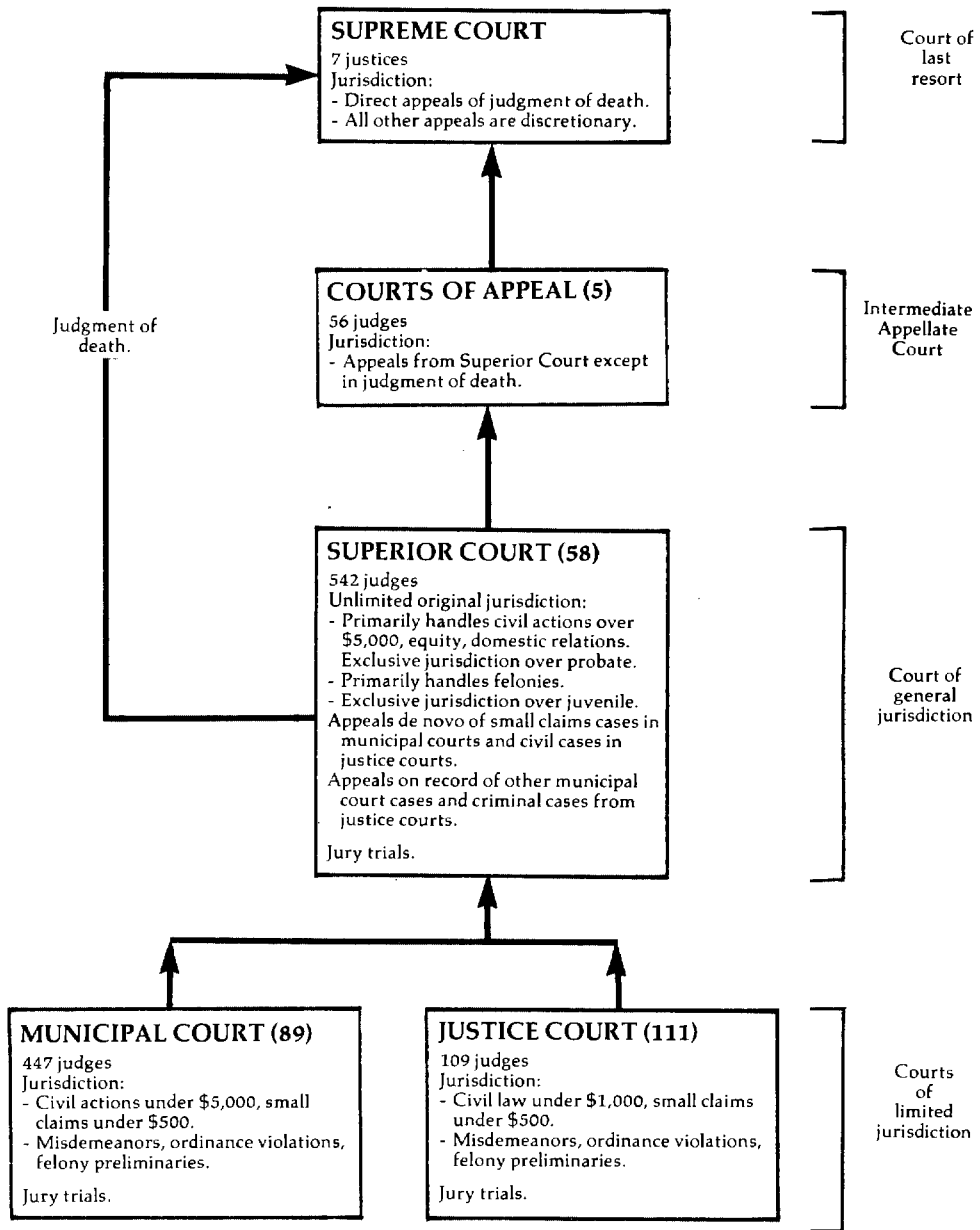 SUPREME COURT
7 justices
Jurisdiction:
- Direct appeals of judgment of death.
- All other appeals are discretionary.
Court of
last
resort
Judgment of
death.
COURTS OF APPEAL (5)
56 judges
Jurisdiction:
- Appeals from Superior Court except
in judgment of death.
Intermediate
Appellate
Court
SUPERIOR COURT (58)
542 judges
Unlimited original jurisdiction:
- Primarily handles civil actions over
$5,000, equity, domestic relations.
Exclusive jurisdiction over probate.
- Primarily handles felonies.
- Exclusive jurisdiction over juvenile.
Appeals de novo of small claims cases in
municipal courts and civil cases in
justice courts.
Appeals on record of other municipal
court cases and criminal cases from
justice courts.
Jury trials.
Court of
general
jurisdiction
MUNICIPAL COURT (89)
447 judges
Jurisdiction:
- Civil actions under $5,000, small
claims under $500.
- Misdemeanors, ordinance violations,
felony preliminaries.
Jury trials.
JUSTICE COURT (111)
109 judges
Jurisdiction:
- Civil law under $1,000, small claims
under $500.
- Misdemeanors, ordinance violations,
felony preliminaries.
Jury trials.
Courts
of
limited
jurisdiction